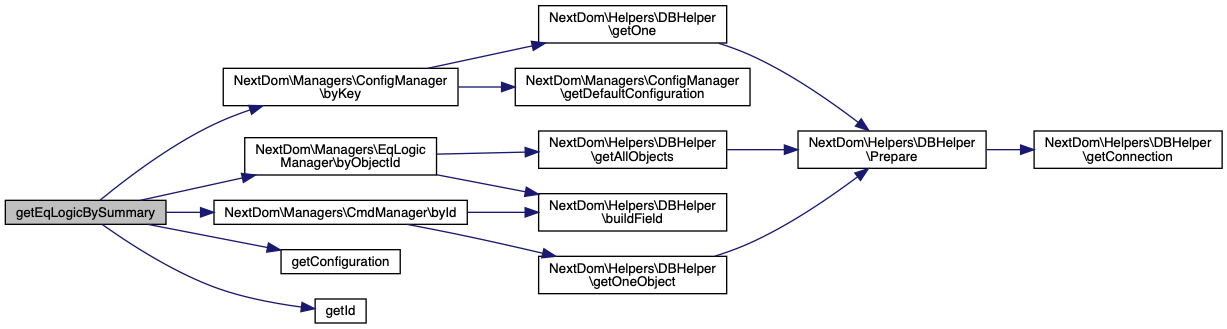 NextDom\Helpers\DBHelper
\getOne
NextDom\Managers\ConfigManager
\byKey
NextDom\Managers\ConfigManager
\getDefaultConfiguration
NextDom\Managers\EqLogic
Manager\byObjectId
NextDom\Helpers\DBHelper
\getAllObjects
NextDom\Helpers\DBHelper
\Prepare
NextDom\Helpers\DBHelper
\getConnection
getEqLogicBySummary
NextDom\Managers\CmdManager\byId
NextDom\Helpers\DBHelper
\buildField
getConfiguration
NextDom\Helpers\DBHelper
\getOneObject
getId